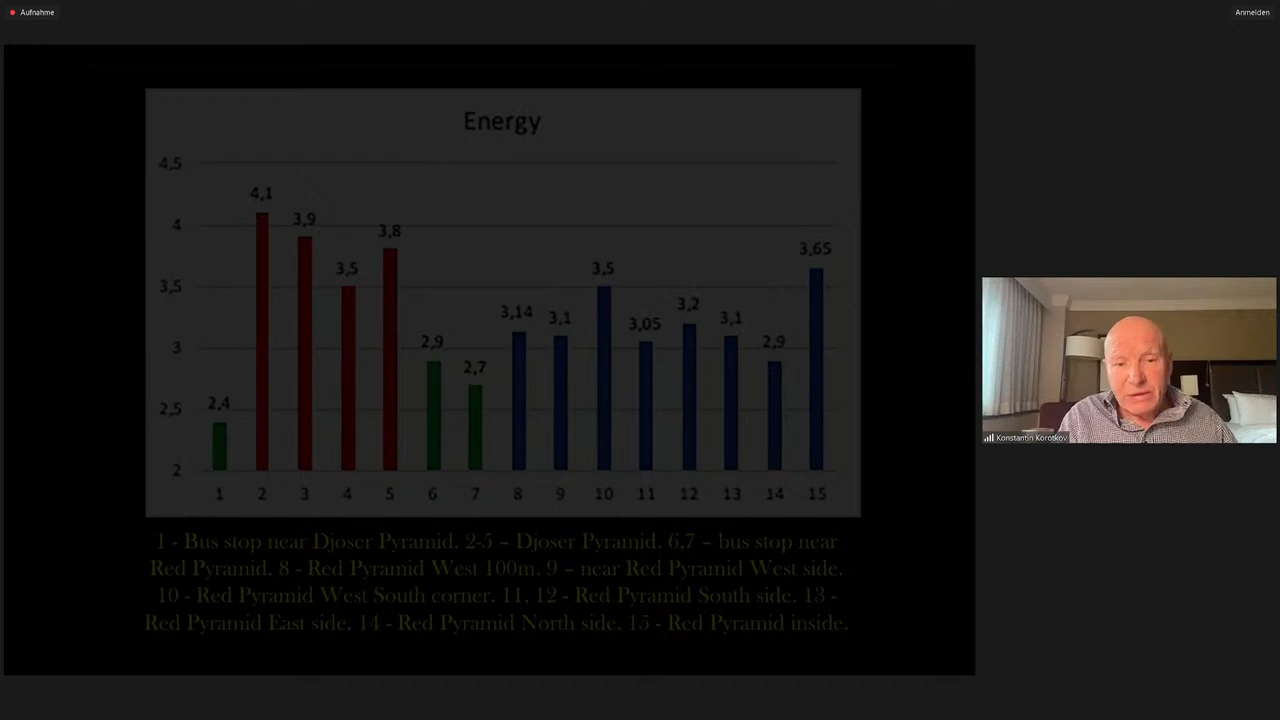 Aufnahme
Anmelden
Energy
4,5
4
3,5
3
2,5
2
2,4
4,1
3,9
3,5
3,8
2,9
2,7
3,14
3,1
3,5
3,05
3,2
3,1
2,9
3,65
1 2 3 4 5 6 7 8 9 10 11 12 13 14 15
1 - Bus stop near Djoser Pyramid. 2-5 – Djoser Pyramid. 6,7 – bus stop near
Red Pyramid. 8 - Red Pyramid West 100m. 9 – near Red Pyramid West side.
10 - Red Pyramid West South corner. 11, 12 - Red Pyramid South side. 13 -
Red Pyramid East side. 14 - Red Pyramid North side. 15 - Red Pyramid inside.
Konstantin Korotkov